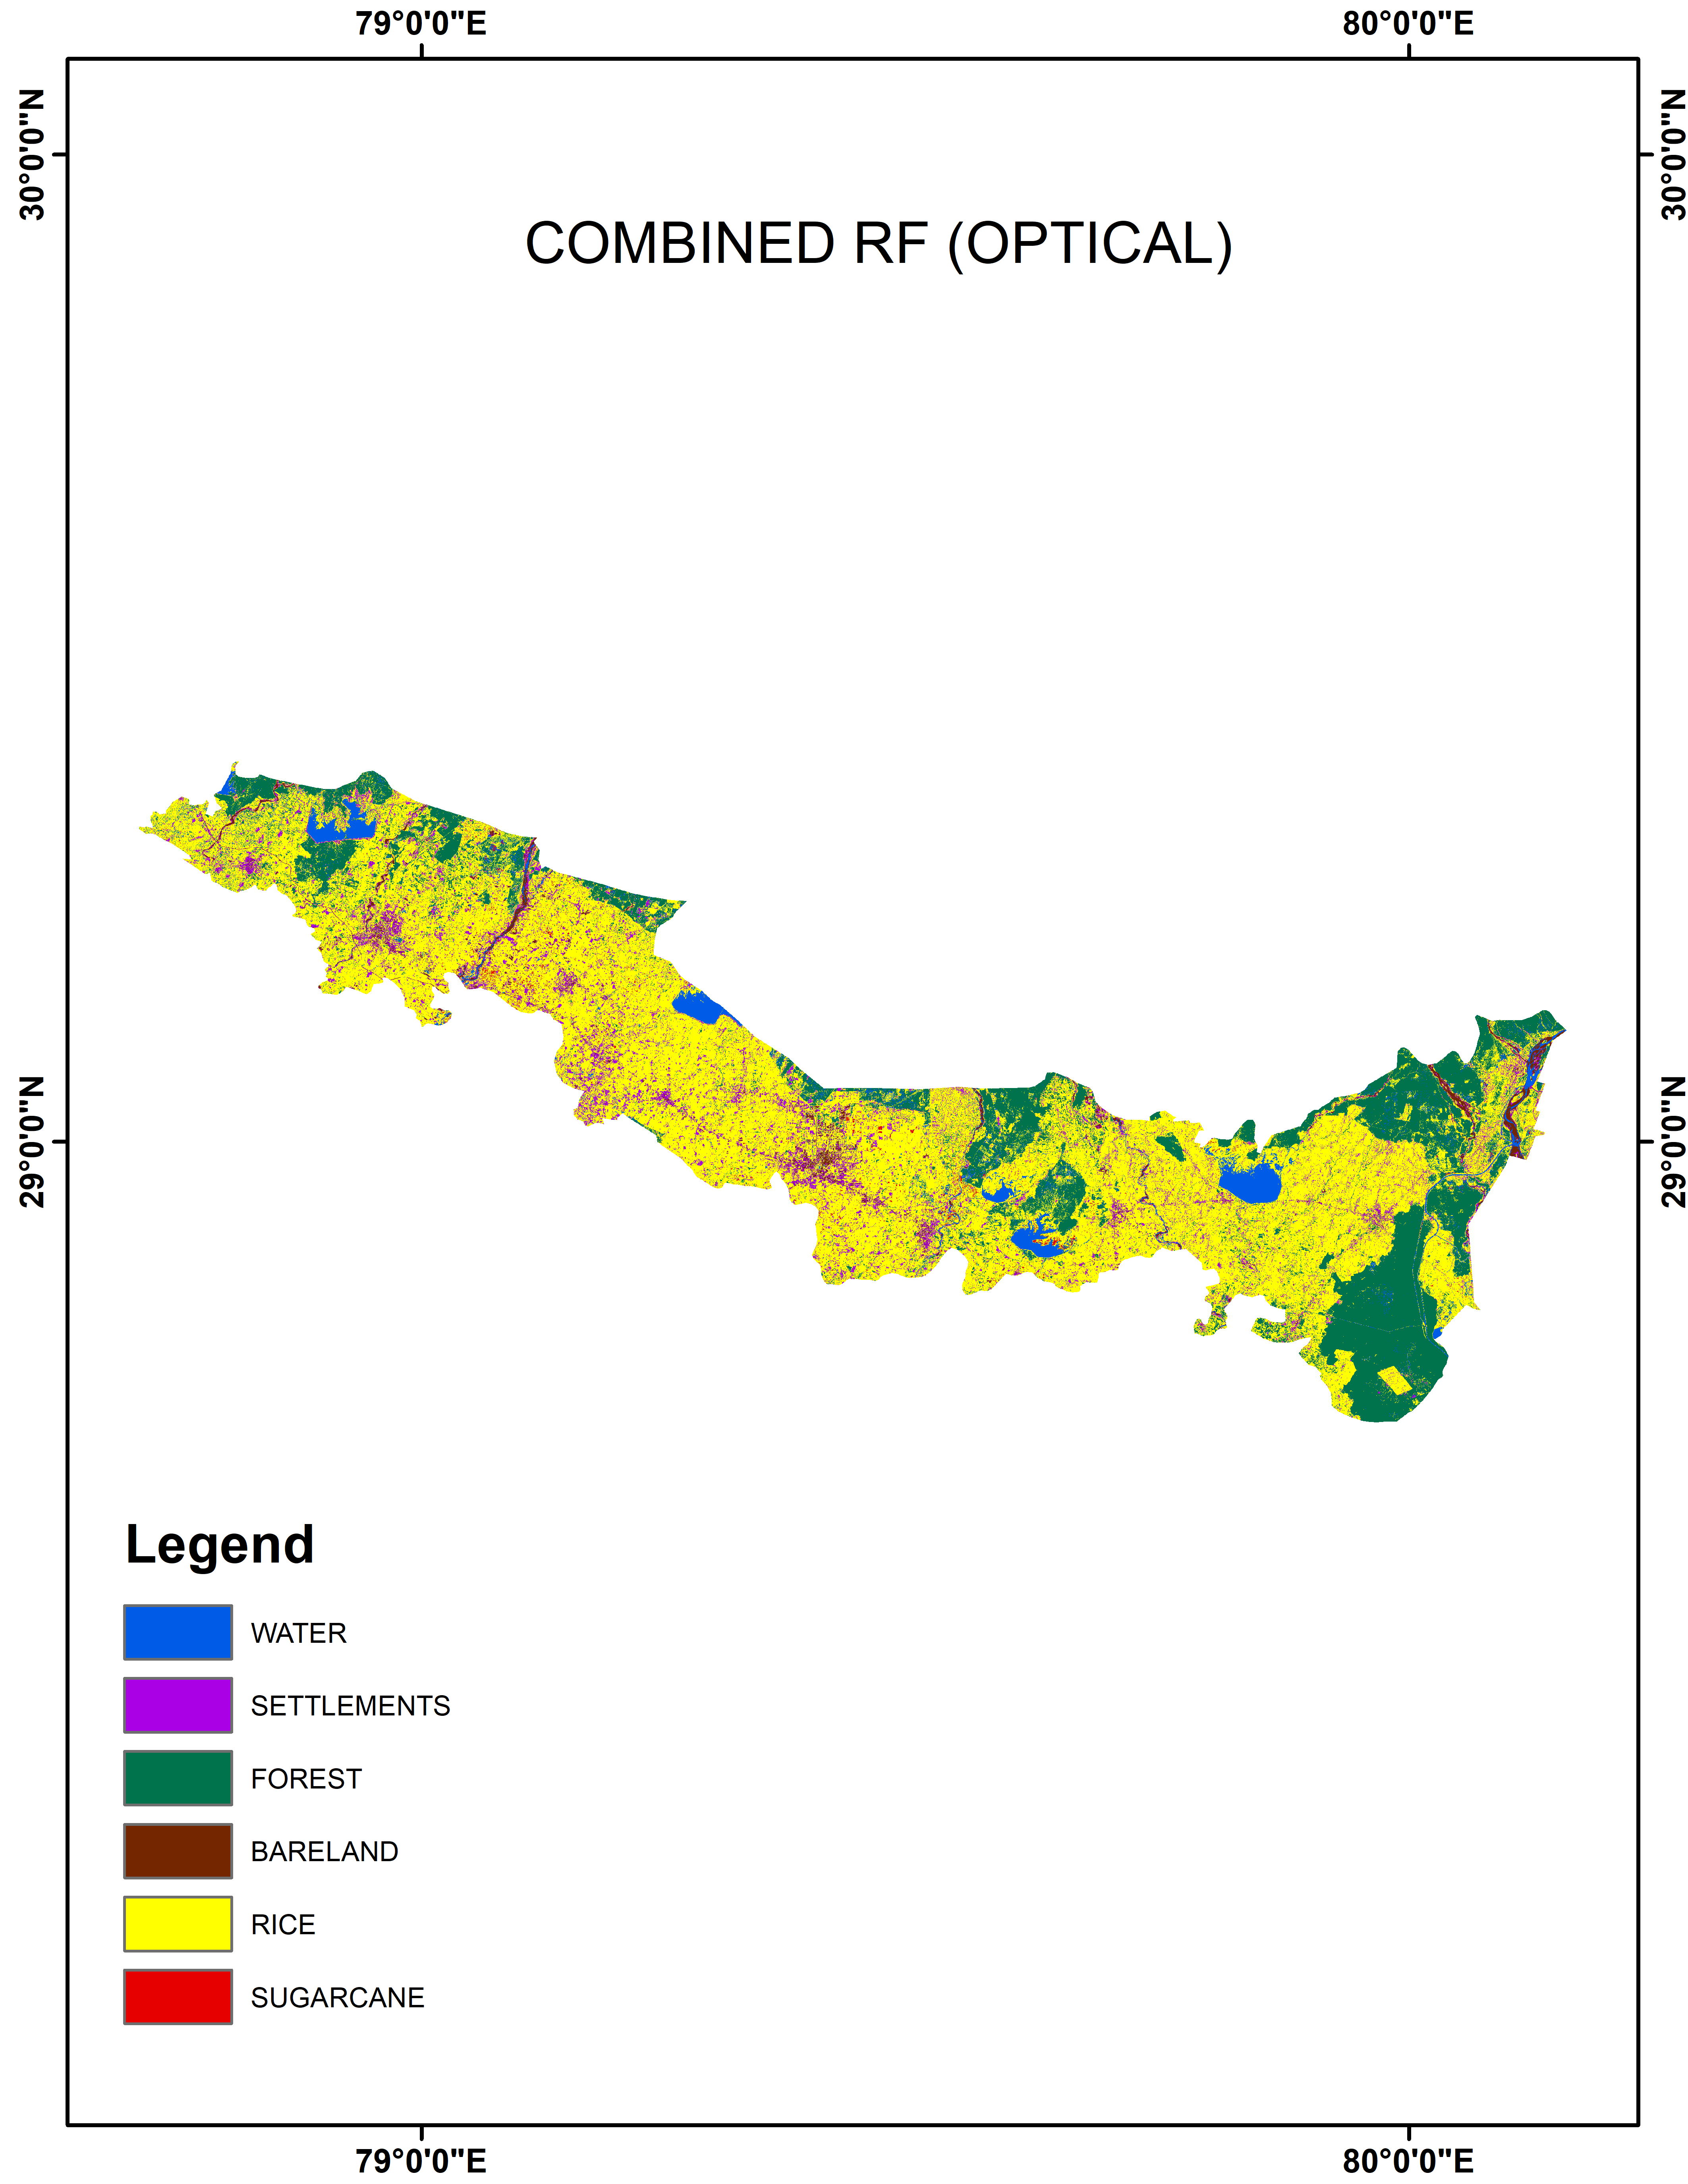 79°0'0"E 80°0'0"E
30°0'0"N 30°0'0"N
COMBINED RF (OPTICAL)
29°0'0"N 29°0'0"N
Legend
WATER
SETTLEMENTS
FOREST
BARELAND
RICE
SUGARCANE
79°0'0"E 80°0'0"E